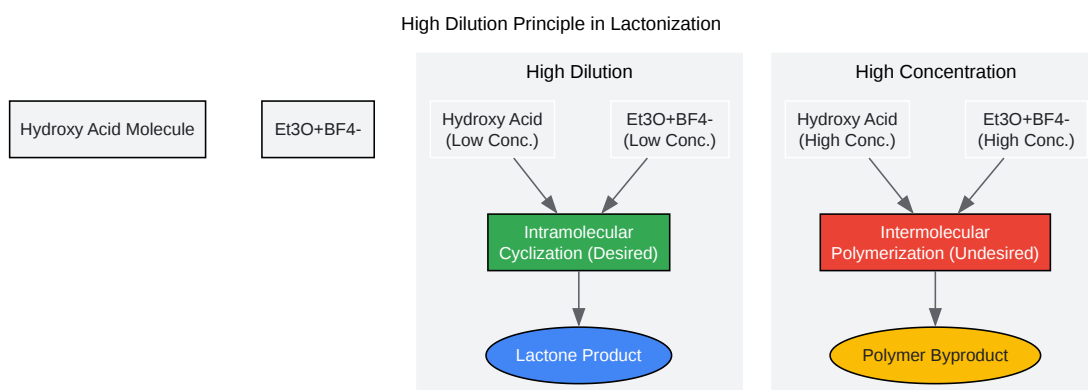 High Dilution Principle in Lactonization
Hydroxy Acid Molecule
Et3O+BF4-
High Dilution
Hydroxy Acid
(Low Conc.)
Et3O+BF4-
(Low Conc.)
Intramolecular
Cyclization (Desired)
Lactone Product
High Concentration
Hydroxy Acid
(High Conc.)
Et3O+BF4-
(High Conc.)
Intermolecular
Polymerization (Undesired)
Polymer Byproduct